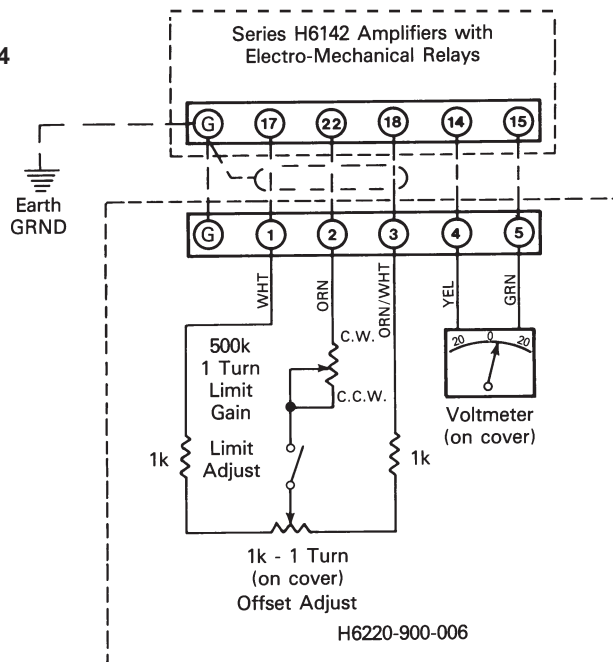 4
Series H6142 Amplifiers with
Electro-Mechanical Relays
G 17 22 18 14 15
Earth
GRND
G 1 2 3 4 5
WHT
ORN
ORN/WHT
YEL
GRN
20 0 20
C.W.
500k
1 Turn
Limit
Gain
C.C.W.
Voltmeter
(on cover)
Limit
Adjust
1k
1k
1k - 1 Turn
(on cover)
Offset Adjust
H6220-900-006